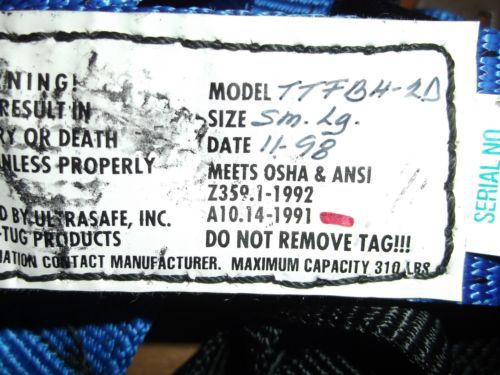 NING!
RESULT IN
RY OR DEATH
NLESS PROPERLY
D BY ULTRASAFE, INC.
-TUG PRODUCTS
MODEL TTFBH-2D
SIZE Sm. Lg.
DATE 11-98
MEETS OSHA & ANSI
Z359.1-1992
A10.14-1991
DO NOT REMOVE TAG!!!
MATION CONTACT MANUFACTURER. MAXIMUM CAPACITY 310 LBS
SERIAL NO